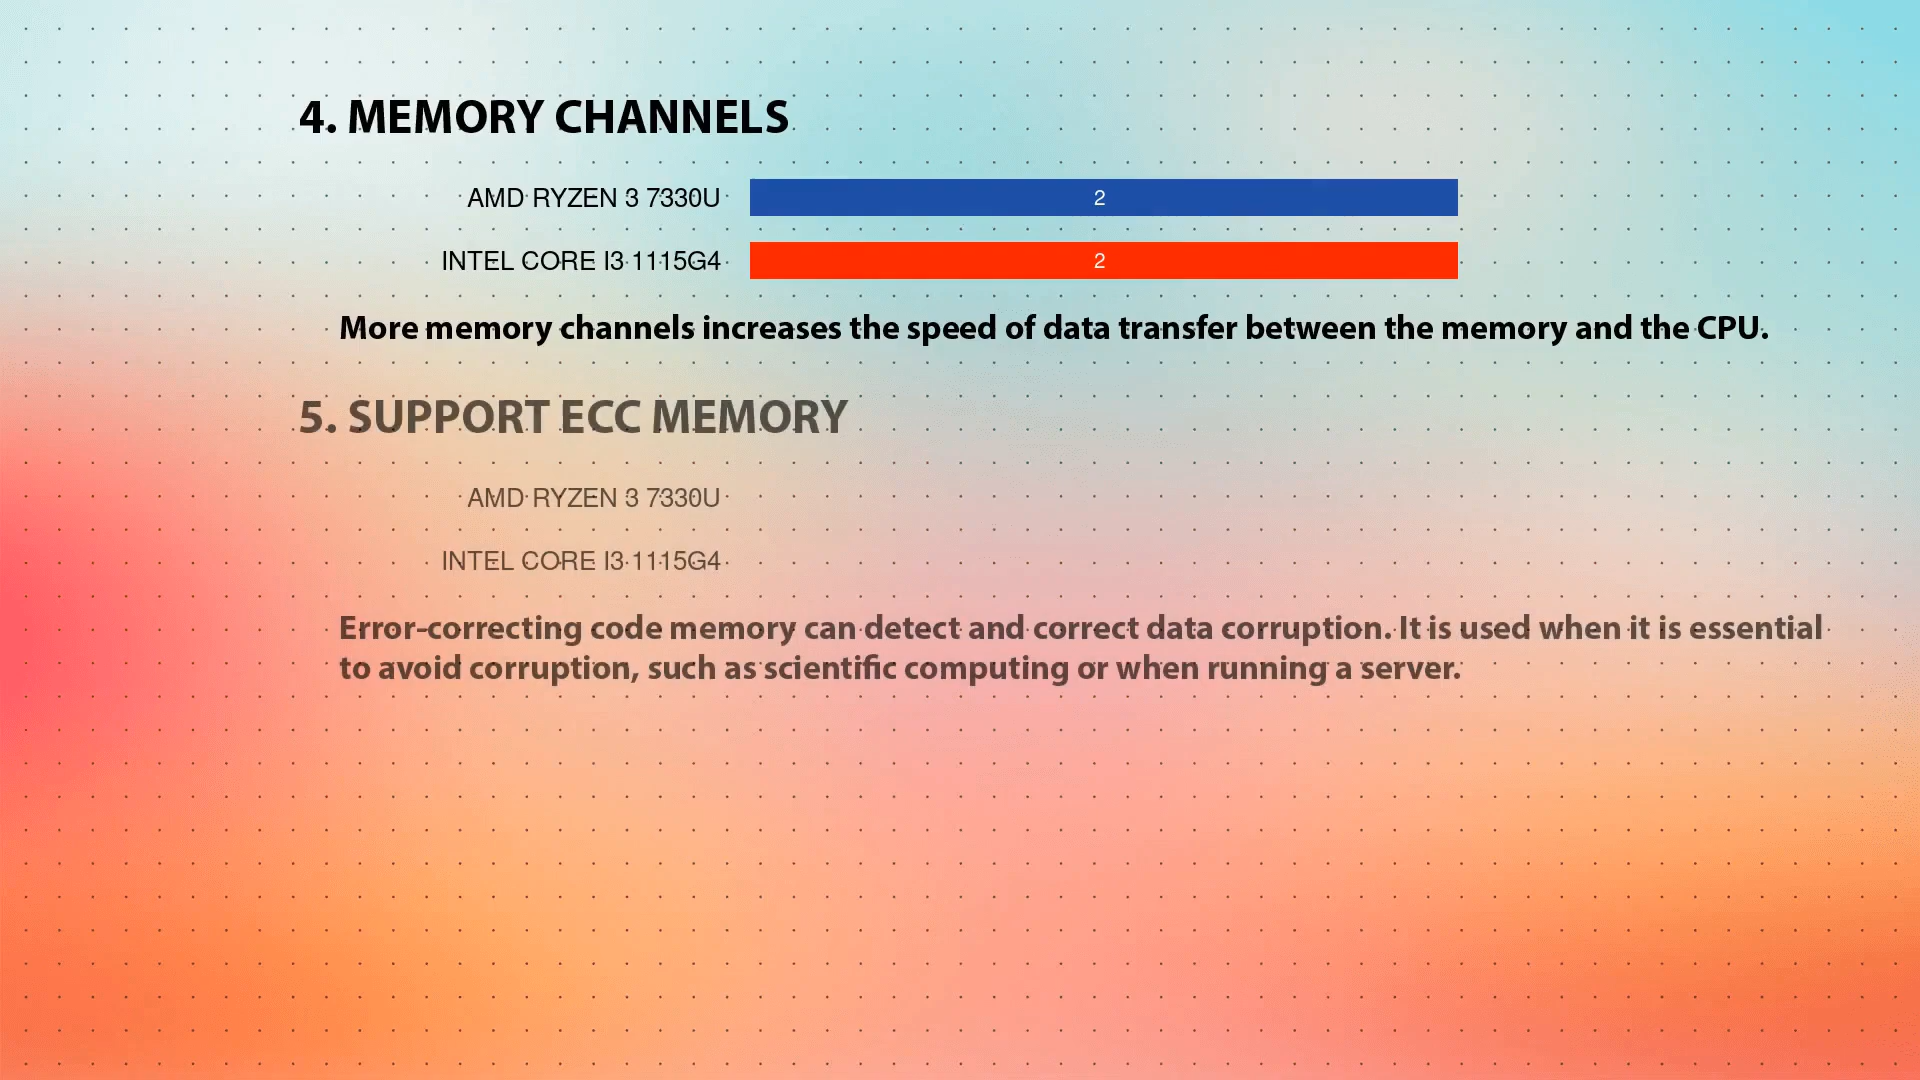 4. MEMORY CHANNELS
AMD RYZEN 3 7330U
2
INTEL CORE I3 1115G4
2
More memory channels increases the speed of data transfer between the memory and the CPU.
5. SUPPORT ECC MEMORY
AMD RYZEN 3 7330U
INTEL CORE I3 1115G4
Error-correcting code memory can detect and correct data corruption. It is used when it is essential
to avoid corruption, such as scientific computing or when running a server.